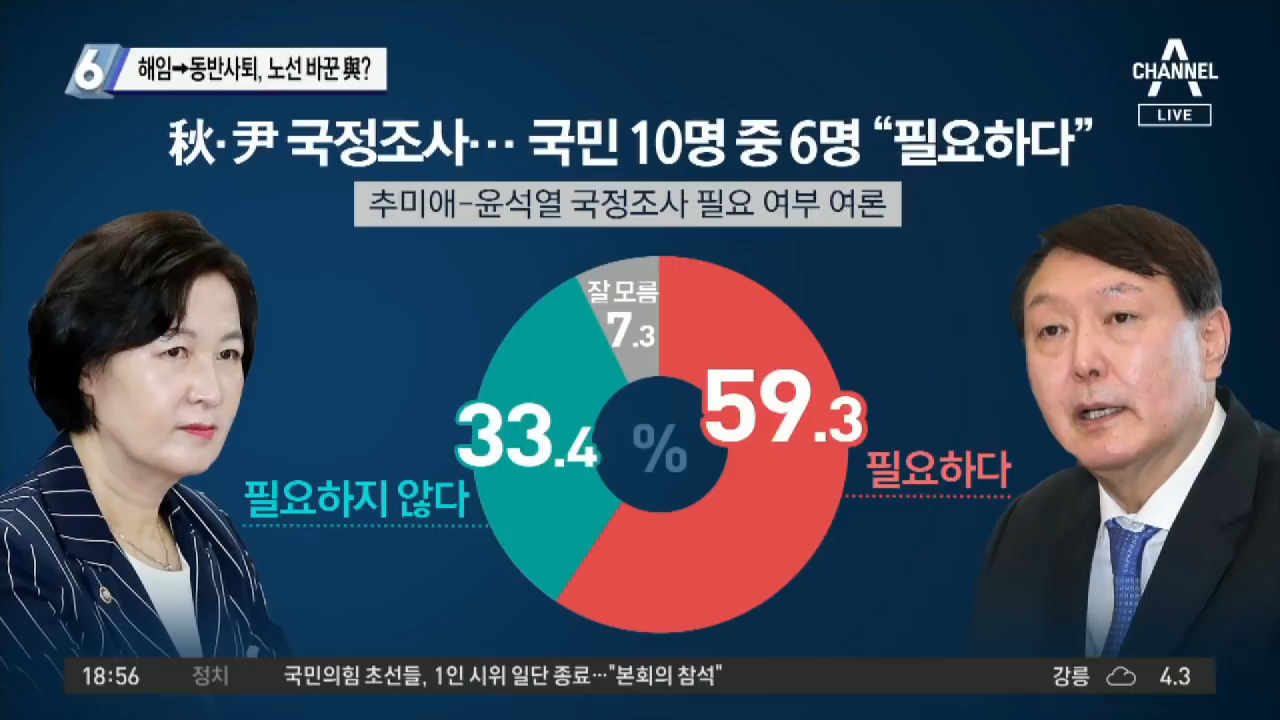 6 해임➡동반사퇴, 노선 바꾼 與?
CHANNEL A
LIVE
秋·尹 국정조사… 국민 10명 중 6명 “필요하다”
추미애-윤석열 국정조사 필요 여부 여론
잘 모름
7.3
59.3
33.4
%
필요하다
필요하지 않다
18:56 정치 국민의힘 초선들, 1인 시위 일단 종료…"본회의 참석" 강릉 4.3